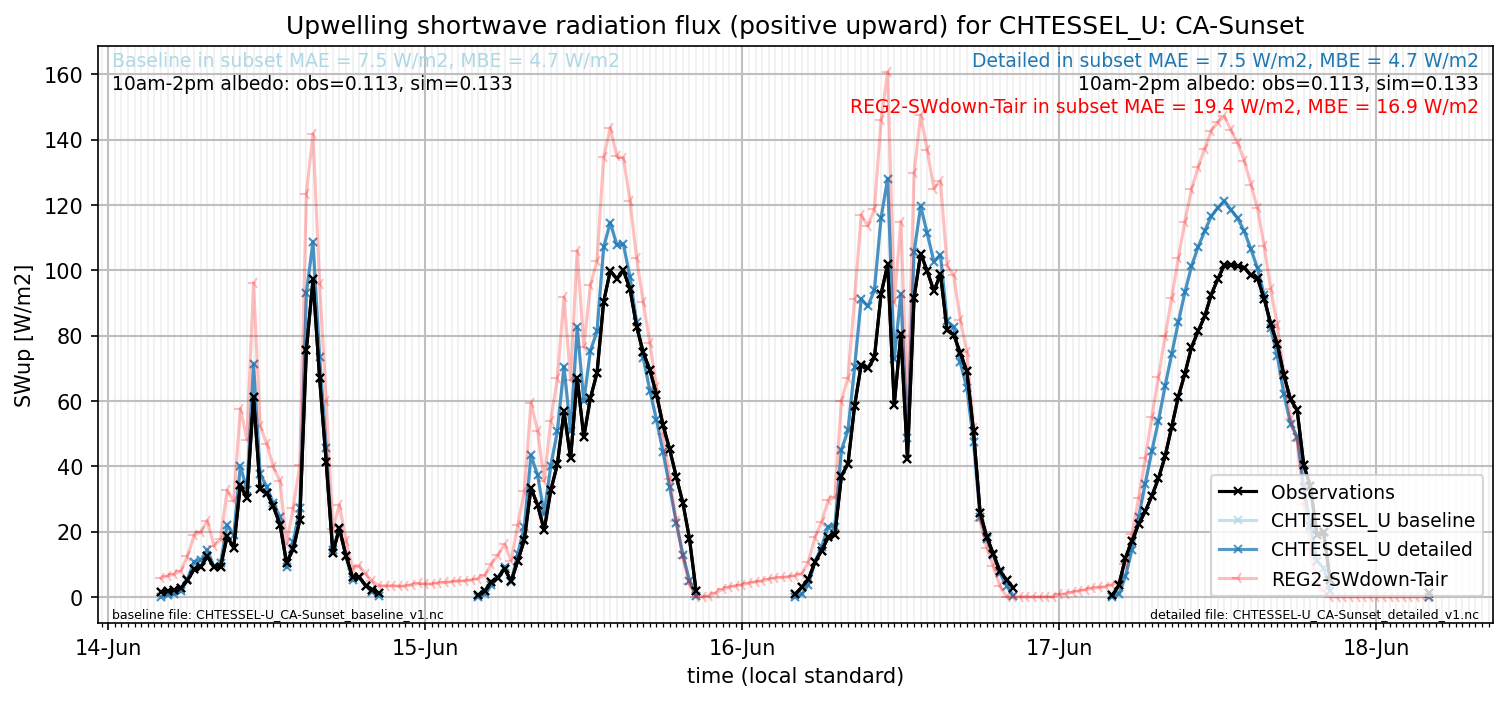 Upwelling shortwave radiation flux (positive upward) for CHTESSEL_U: CA-Sunset
Baseline in subset MAE = 7.5 W/m2, MBE = 4.7 W/m2
10am-2pm albedo: obs=0.113, sim=0.133
Detailed in subset MAE = 7.5 W/m2, MBE = 4.7 W/m2
10am-2pm albedo: obs=0.113, sim=0.133
REG2-SWdown-Tair in subset MAE = 19.4 W/m2, MBE = 16.9 W/m2
SWup [W/m2]
160
140
120
100
80
60
40
20
0
Observations
CHTESSEL_U baseline
CHTESSEL_U detailed
REG2-SWdown-Tair
baseline file: CHTESSEL-U_CA-Sunset_baseline_v1.nc
detailed file: CHTESSEL-U_CA-Sunset_detailed_v1.nc
14-Jun
15-Jun
16-Jun
17-Jun
18-Jun
time (local standard)